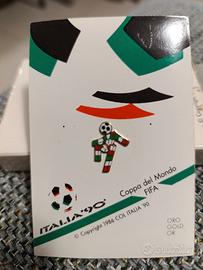 Coppa del Mondo
FIFA
ITALIA '90
© Copyright 1986 COL ITALIA '90
ORO
GOLD
OR